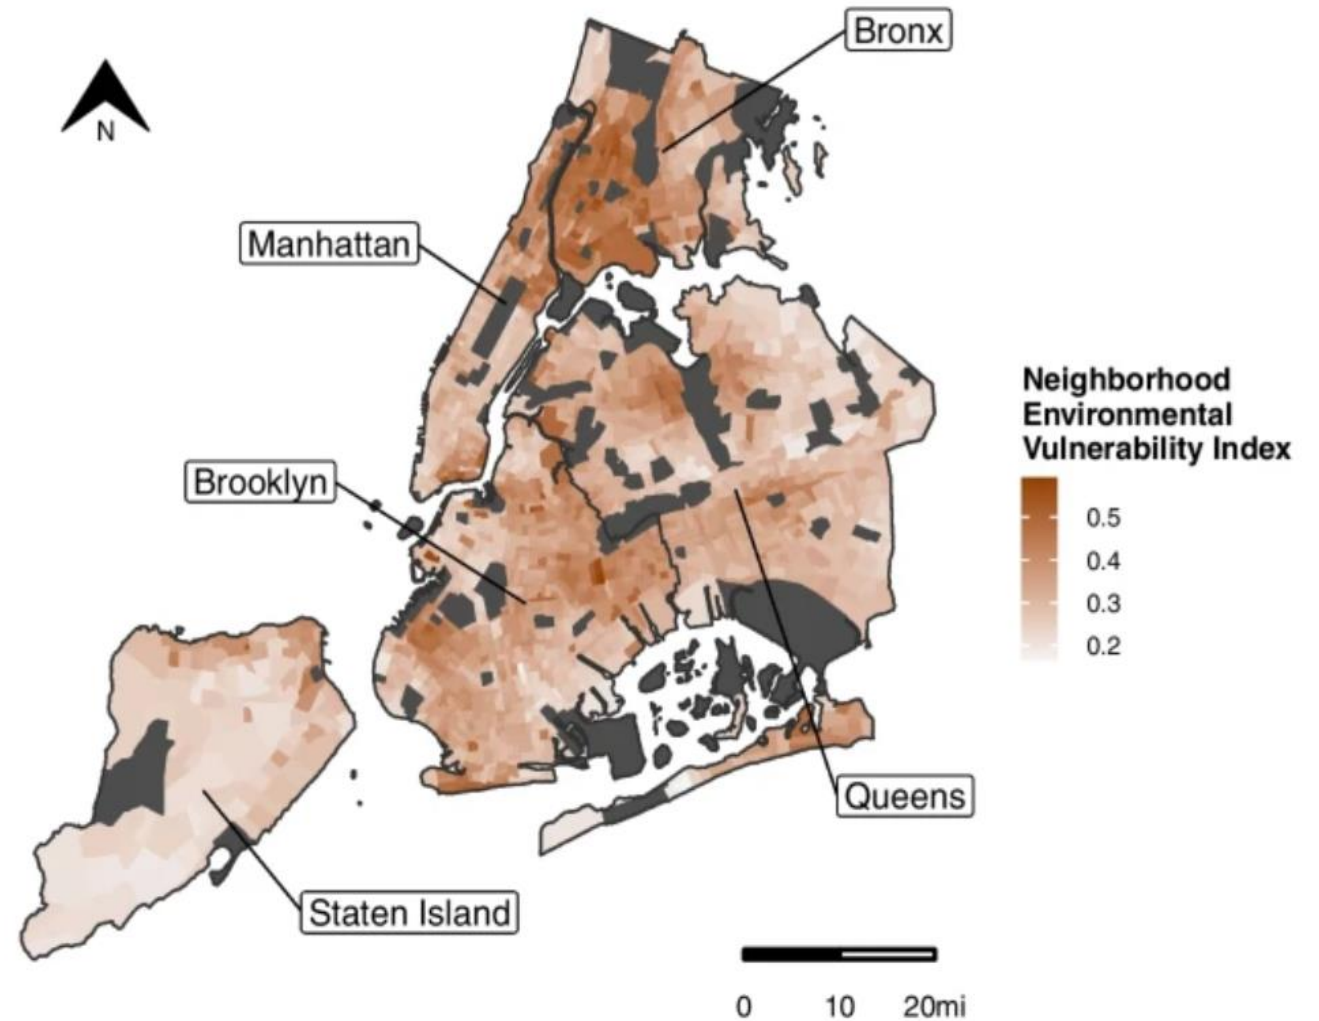 Bronx
N
Manhattan
Neighborhood
Environmental
Vulnerability Index
Brooklyn
0.5
0.4
0.3
0.2
Queens
Staten Island
0 10 20mi